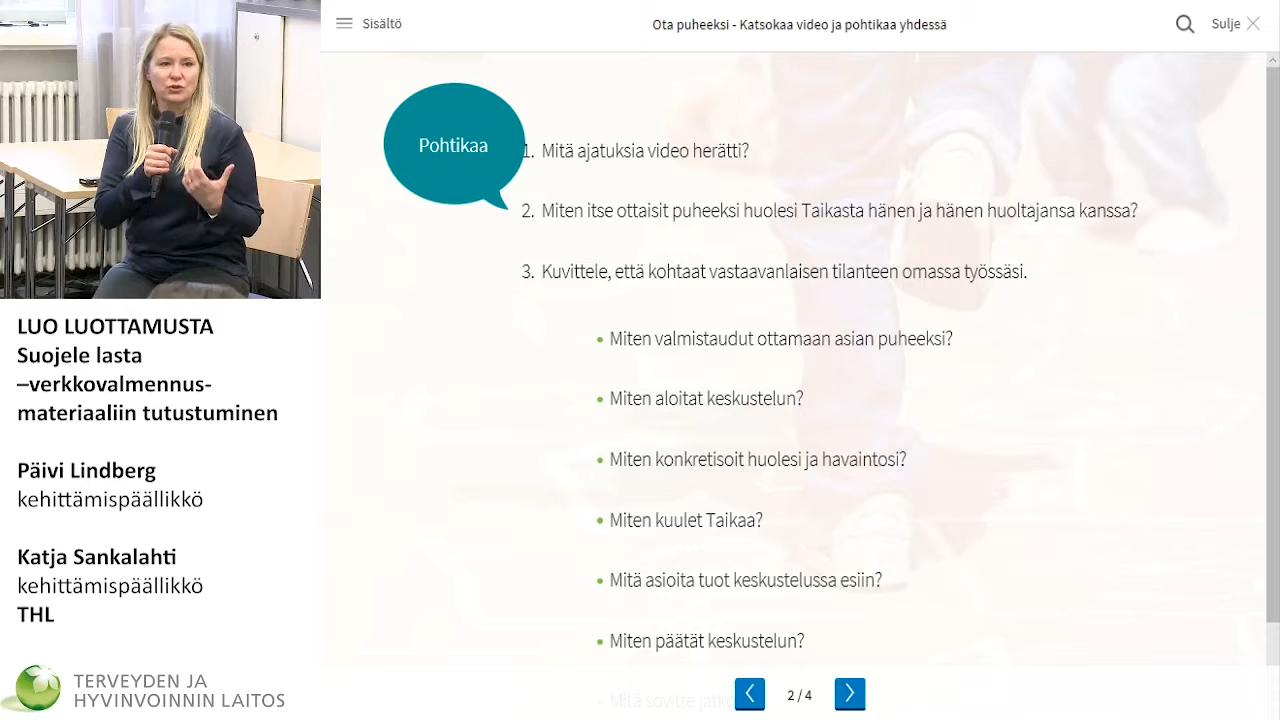 Sisältö
Ota puheeksi - Katsokaa video ja pohtikaa yhdessä
Sulje
Pohtikaa
1. Mitä ajatuksia video herätti?
2. Miten itse ottaisit puheeksi huolesi Taikasta hänen ja hänen huoltajansa kanssa?
3. Kuvittele, että kohtaat vastaavanlaisen tilanteen omassa työssäsi.
• Miten valmistaudut ottamaan asian puheeksi?
• Miten aloitat keskustelun?
• Miten konkretisoit huolesi ja havaintosi?
• Miten kuulet Taikaa?
• Mitä asioita tuot keskustelussa esiin?
• Miten päätät keskustelun?
• Mitä sovitte
2 / 4
LUO LUOTTAMUSTA
Suojele lasta
–verkkovalmennus-
materiaaliin tutustuminen
Päivi Lindberg
kehittämispäällikkö
Katja Sankalahti
kehittämispäällikkö
THL
TERVEYDEN JA
HYVINVOINNIN LAITOS